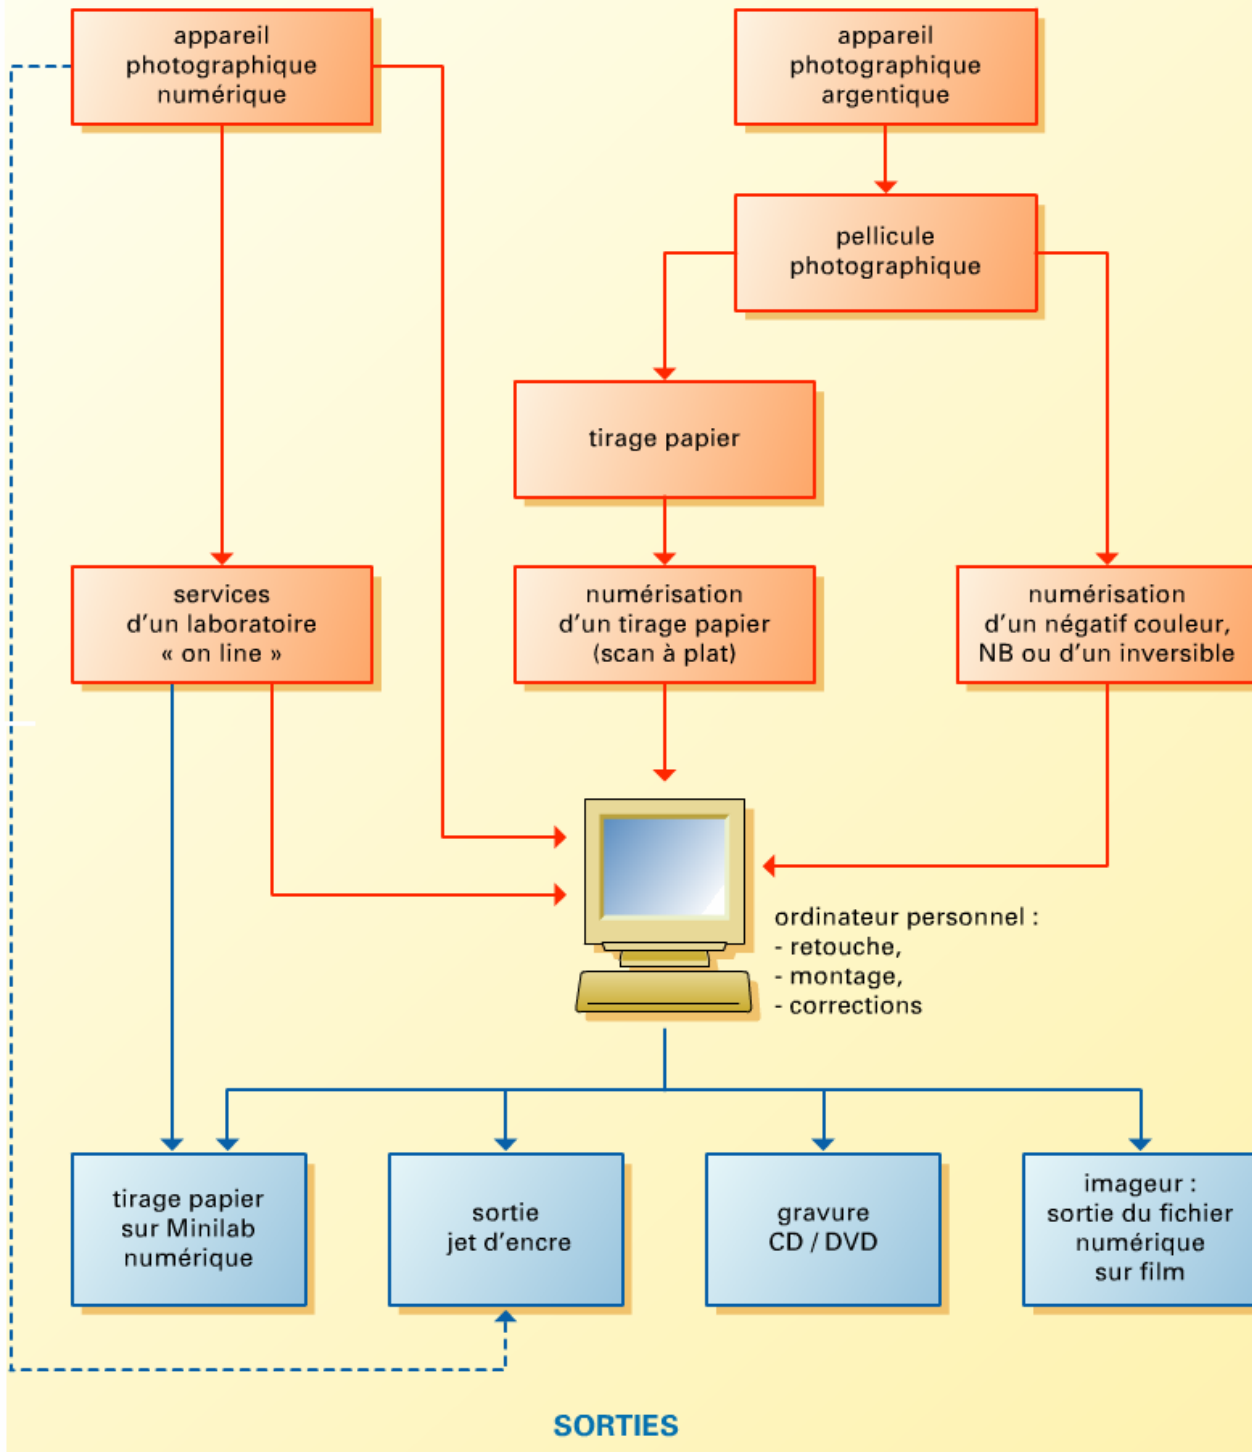 appareil
photographique
numérique
appareil
photographique
argentique
pellicule
photographique
tirage papier
services
d'un laboratoire
« on line »
numérisation
d'un tirage papier
(scan à plat)
numérisation
d'un négatif couleur,
NB ou d'un inversible
ordinateur personnel :
- retouche,
- montage,
- corrections
tirage papier
sur Minilab
numérique
sortie
jet d'encre
gravure
CD / DVD
imageur :
sortie du fichier
numérique
sur film
SORTIES